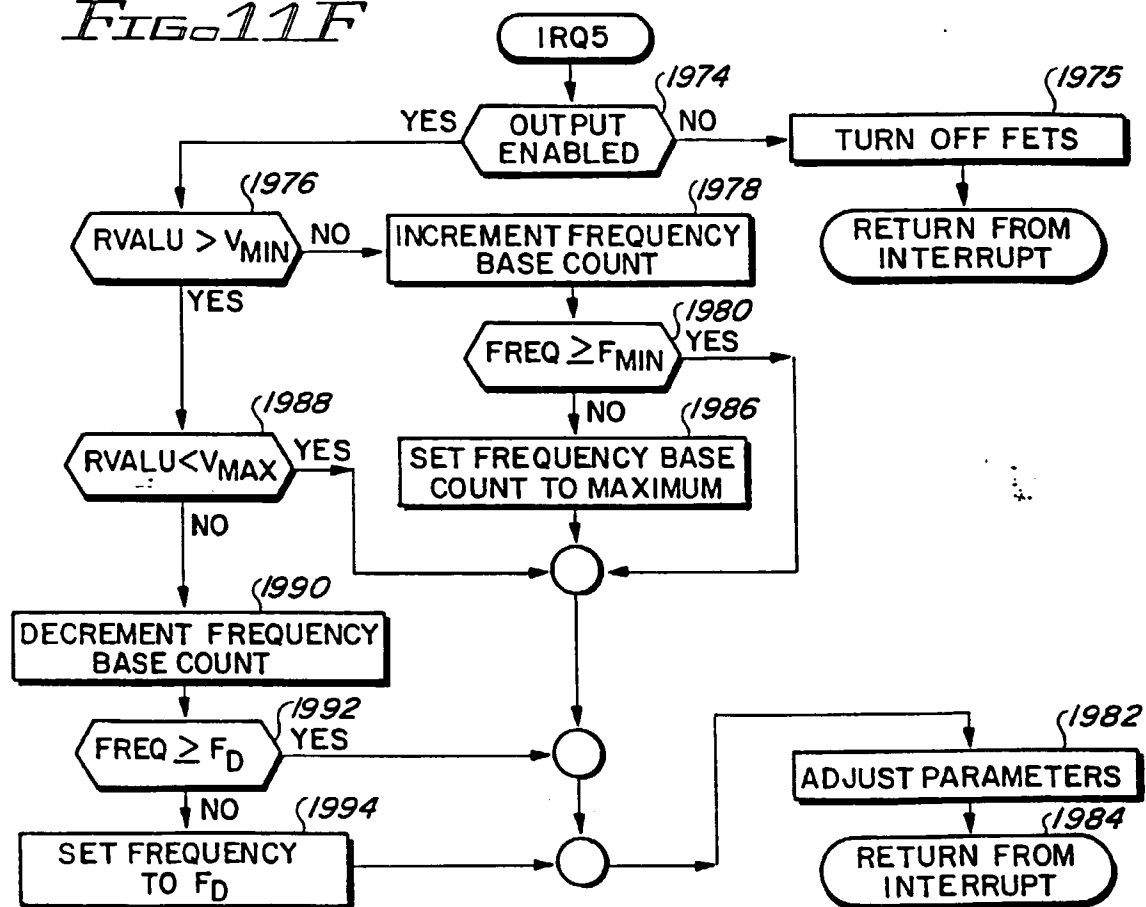 FIG. 11F
IRQ5
1974
OUTPUT
ENABLED
YES
NO
1975
TURN OFF FETS
RETURN FROM
INTERRUPT
1976
RVALU > VMIN
NO
YES
1978
INCREMENT FREQUENCY
BASE COUNT
1980
FREQ ≥ FMIN
YES
NO
1986
SET FREQUENCY BASE
COUNT TO MAXIMUM
1988
RVALU < VMAX
YES
NO
1990
DECREMENT FREQUENCY
BASE COUNT
1992
FREQ ≥ FD
YES
NO
1994
SET FREQUENCY
TO FD
1982
ADJUST PARAMETERS
1984
RETURN FROM
INTERRUPT